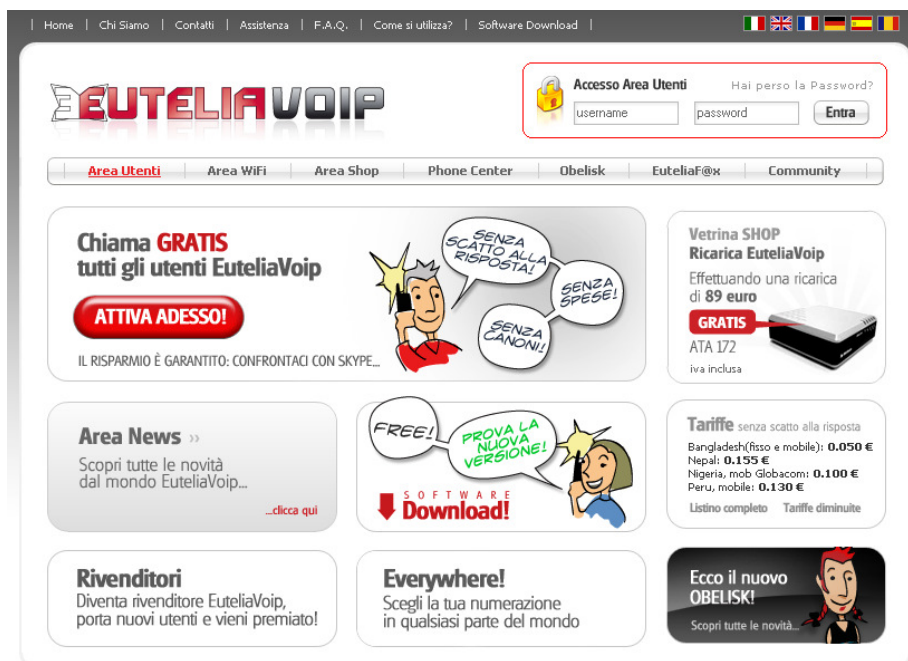 Home | Chi Siamo | Contatti | Assistenza | F.A.Q. | Come si utilizza? | Software Download |
EUTELIAVOIP
Accesso Area Utenti Hai perso la Password?
username password Entra
Area Utenti Area WiFi Area Shop Phone Center Obelisk EuteliaF@x Community
Chiama GRATIS
tutti gli utenti EuteliaVoip
ATTIVA ADESSO!
IL RISPARMIO È GARANTITO: CONFRONTACI CON SKYPE...
SENZA
SCATTO ALLA
RISPOSTA!
SENZA
SPESE!
SENZA
CANONI!
Vetrina SHOP
Ricarica EuteliaVoip
Effettuando una ricarica
di 89 euro
GRATIS
ATA 172
iva inclusa
Area News »
Scopri tutte le novità
dal mondo EuteliaVoip...
...clicca qui
FREE!
PROVA LA
NUOVA
VERSIONE!
SOFTWARE
Download!
Tariffe senza scatto alla risposta
Bangladesh(fisso e mobile): 0.050 €
Nepal: 0.155 €
Nigeria, mob Globacom: 0.100 €
Peru, mobile: 0.130 €
Listino completo Tariffe diminuite
Rivenditori
Diventa rivenditore EuteliaVoip,
porta nuovi utenti e vieni premiato!
Everywhere!
Scegli la tua numerazione
in qualsiasi parte del mondo
Ecco il nuovo
OBELISK!
Scopri tutte le novità...